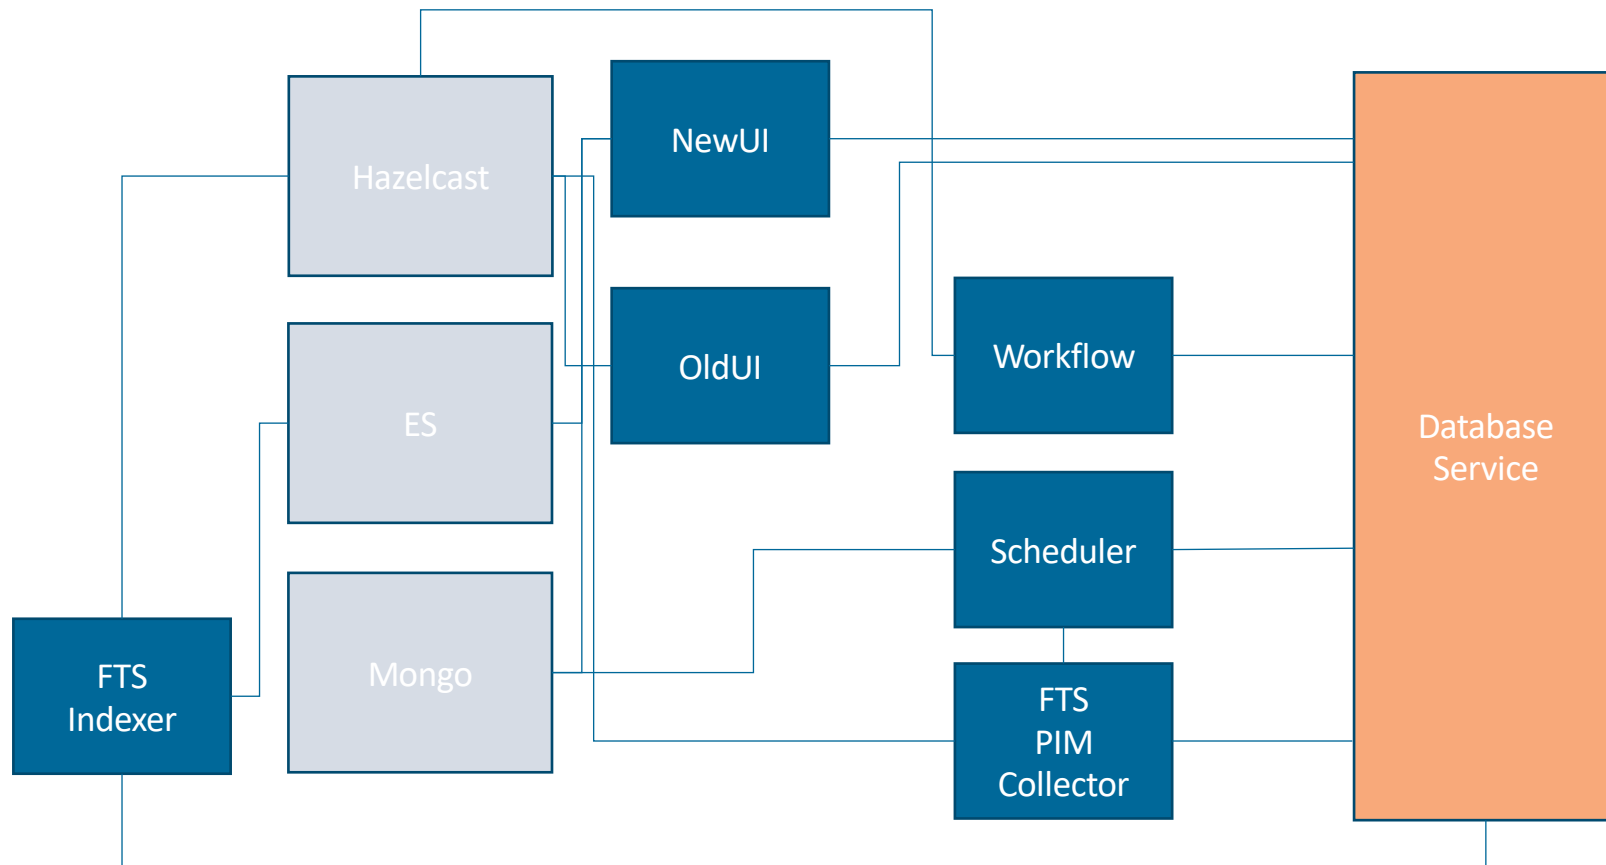 Hazelcast
NewUI
OldUI
ES
Workflow
Database
Service
Scheduler
Mongo
FTS
Indexer
FTS
PIM
Collector